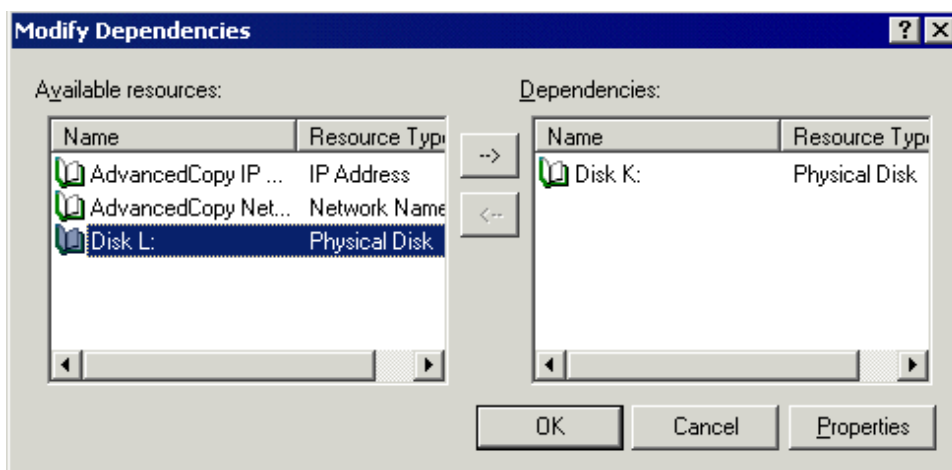 Modify Dependencies
Available resources:
Name Resource Typ
AdvancedCopy IP ... IP Address
AdvancedCopy Net... Network Name
Disk L: Physical Disk
-->
<--
Dependencies:
Name Resource Typ
Disk K: Physical Disk
OK Cancel Properties